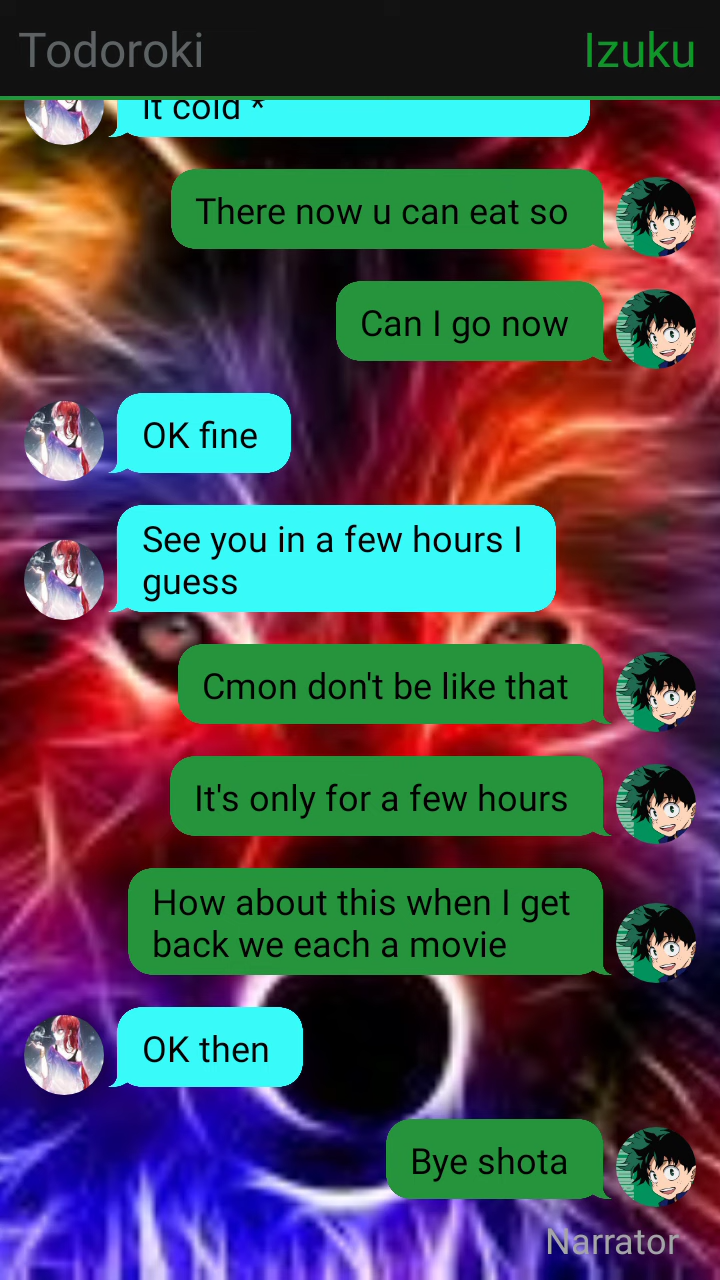 Todoroki
Izuku
it cold *
There now u can eat so
Can I go now
OK fine
See you in a few hours I
guess
Cmon don't be like that
It's only for a few hours
How about this when I get
back we each a movie
OK then
Bye shota
Narrator